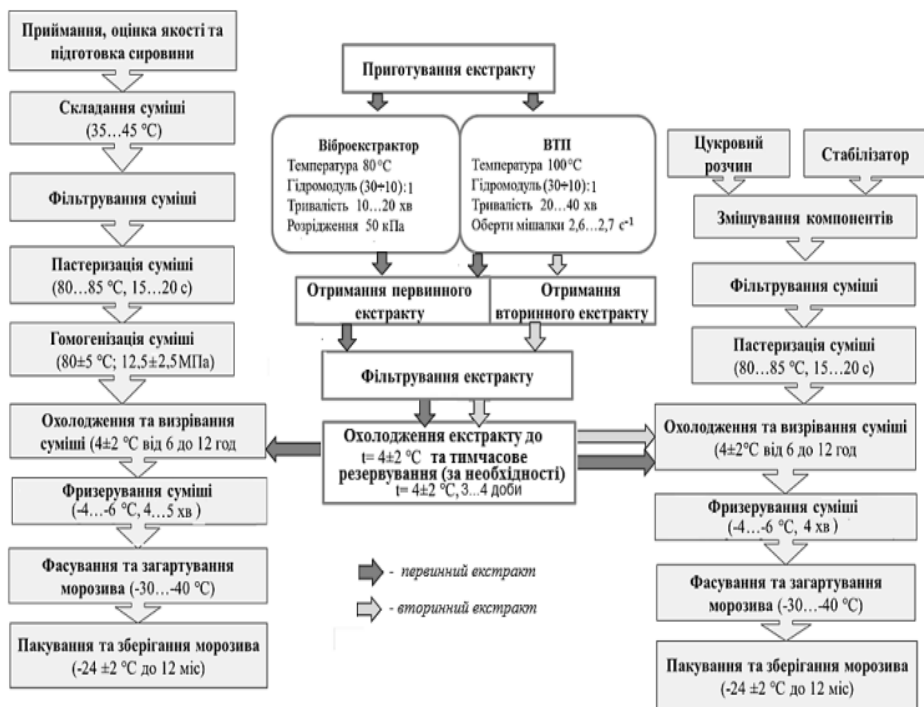 Приймання, оцінка якості та
підготовка сировини
Складання суміші
(35…45 °С)
Фільтрування суміші
Пастеризація суміші
(80…85 °С, 15…20 с)
Гомогенізація суміші
(80±5 °С; 12,5±2,5 МПа)
Охолодження та визрівання
суміші (4±2 °С від 6 до 12 год
Фризерування суміші
(-4…-6 °С, 4…5 хв )
Фасування та загартування
морозива (-30…-40 °С)
Пакування та зберігання морозива
(-24 ±2 °С до 12 міс)
Приготування екстракту
Віброекстрактор
Температура 80°С
Гідромодуль (30÷10):1
Тривалість 10…20 хв
Розрідження 50 кПа
ВТП
Температура 100°С
Гідромодуль (30÷10):1
Тривалість 20…40 хв
Оберти мішалки 2,6…2,7 с⁻¹
Отримання первинного
екстракту
Отримання
вторинного екстракту
Фільтрування екстракту
Охолодження екстракту до
t= 4±2 °С та тимчасове
резервування (за необхідності)
t= 4±2 °С, 3…4 доби
- первинний екстракт
- вторинний екстракт
Цукровий
розчин
Стабілізатор
Змішування компонентів
Фільтрування суміші
Пастеризація суміші
(80…85 °С, 15…20 с)
Охолодження та визрівання суміші
(4±2°С від 6 до 12 год
Фризерування суміші
(-4…-6 °С, 4 хв)
Фасування та загартування
морозива (-30…-40 °С)
Пакування та зберігання морозива
(-24 ±2 °С до 12 міс)